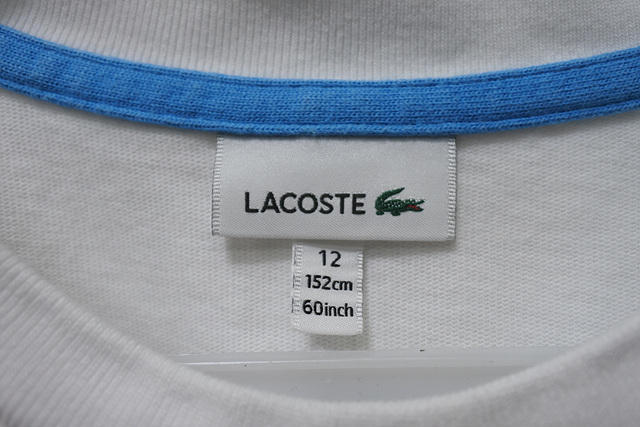 LACOSTE
12
152cm
60inch